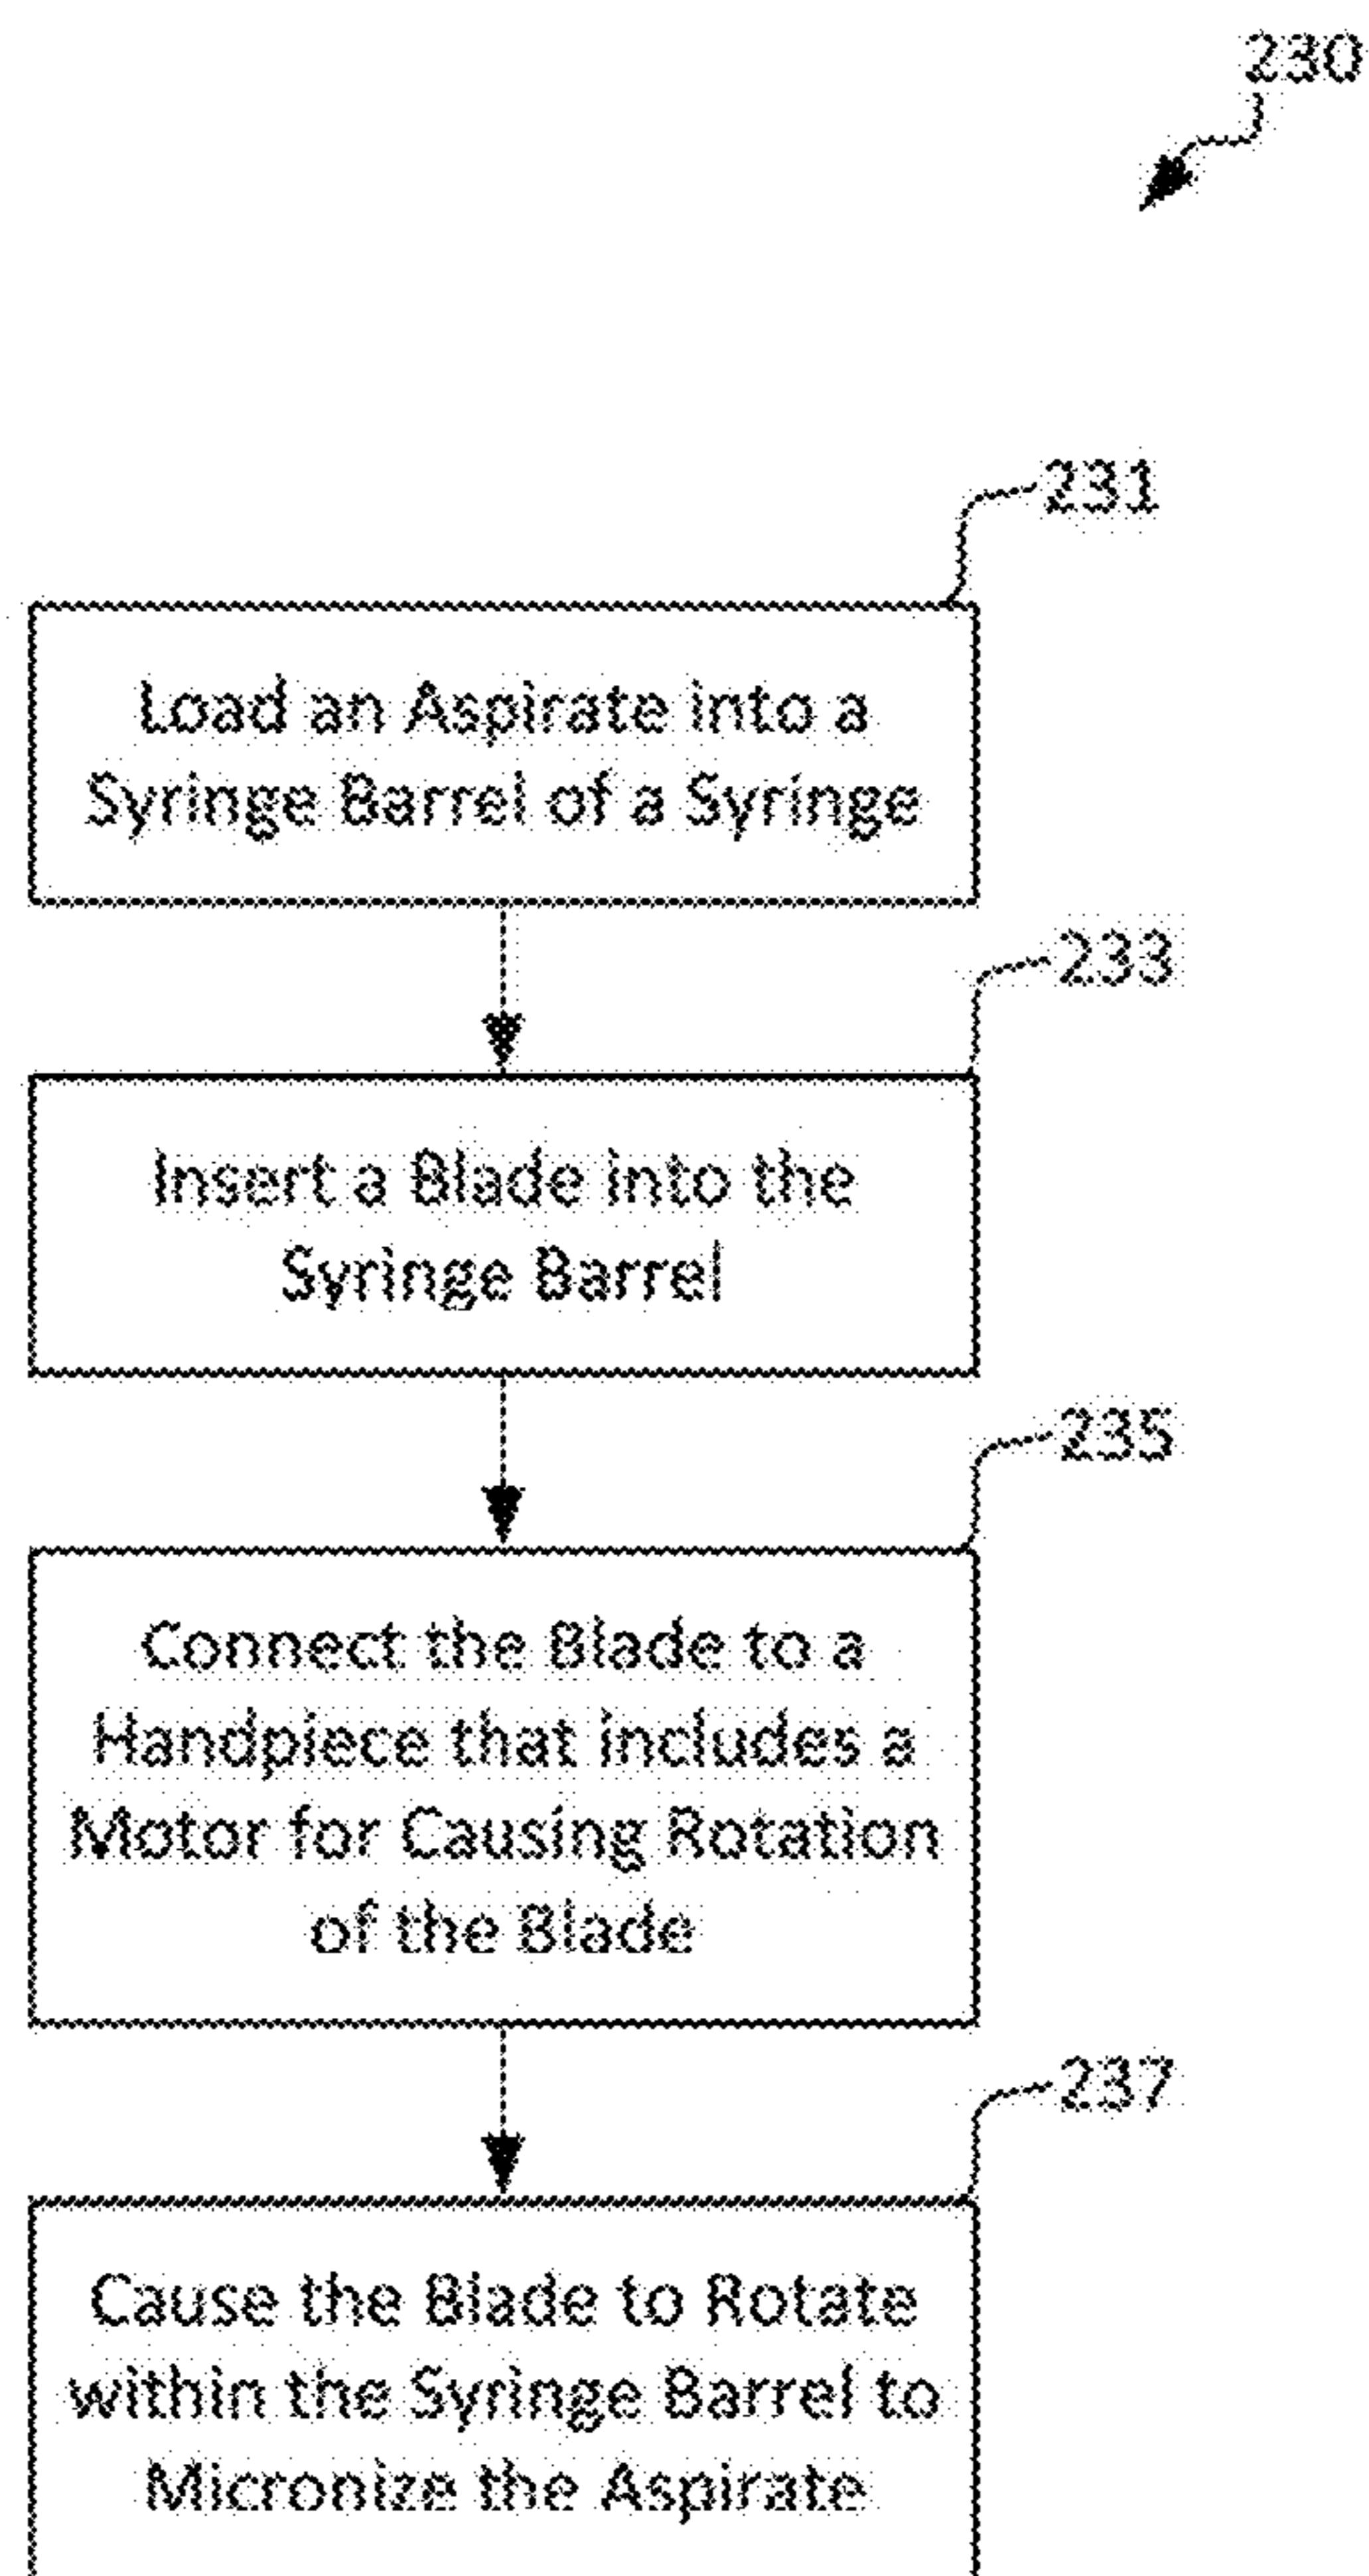 230
231
Load an Aspirate into a
Syringe Barrel of a Syringe
233
Insert a Blade into the
Syringe Barrel
235
Connect the Blade to a
Handpiece that includes a
Motor for Causing Rotation
of the Blade
237
Cause the Blade to Rotate
within the Syringe Barrel to
Micronize the Aspirate